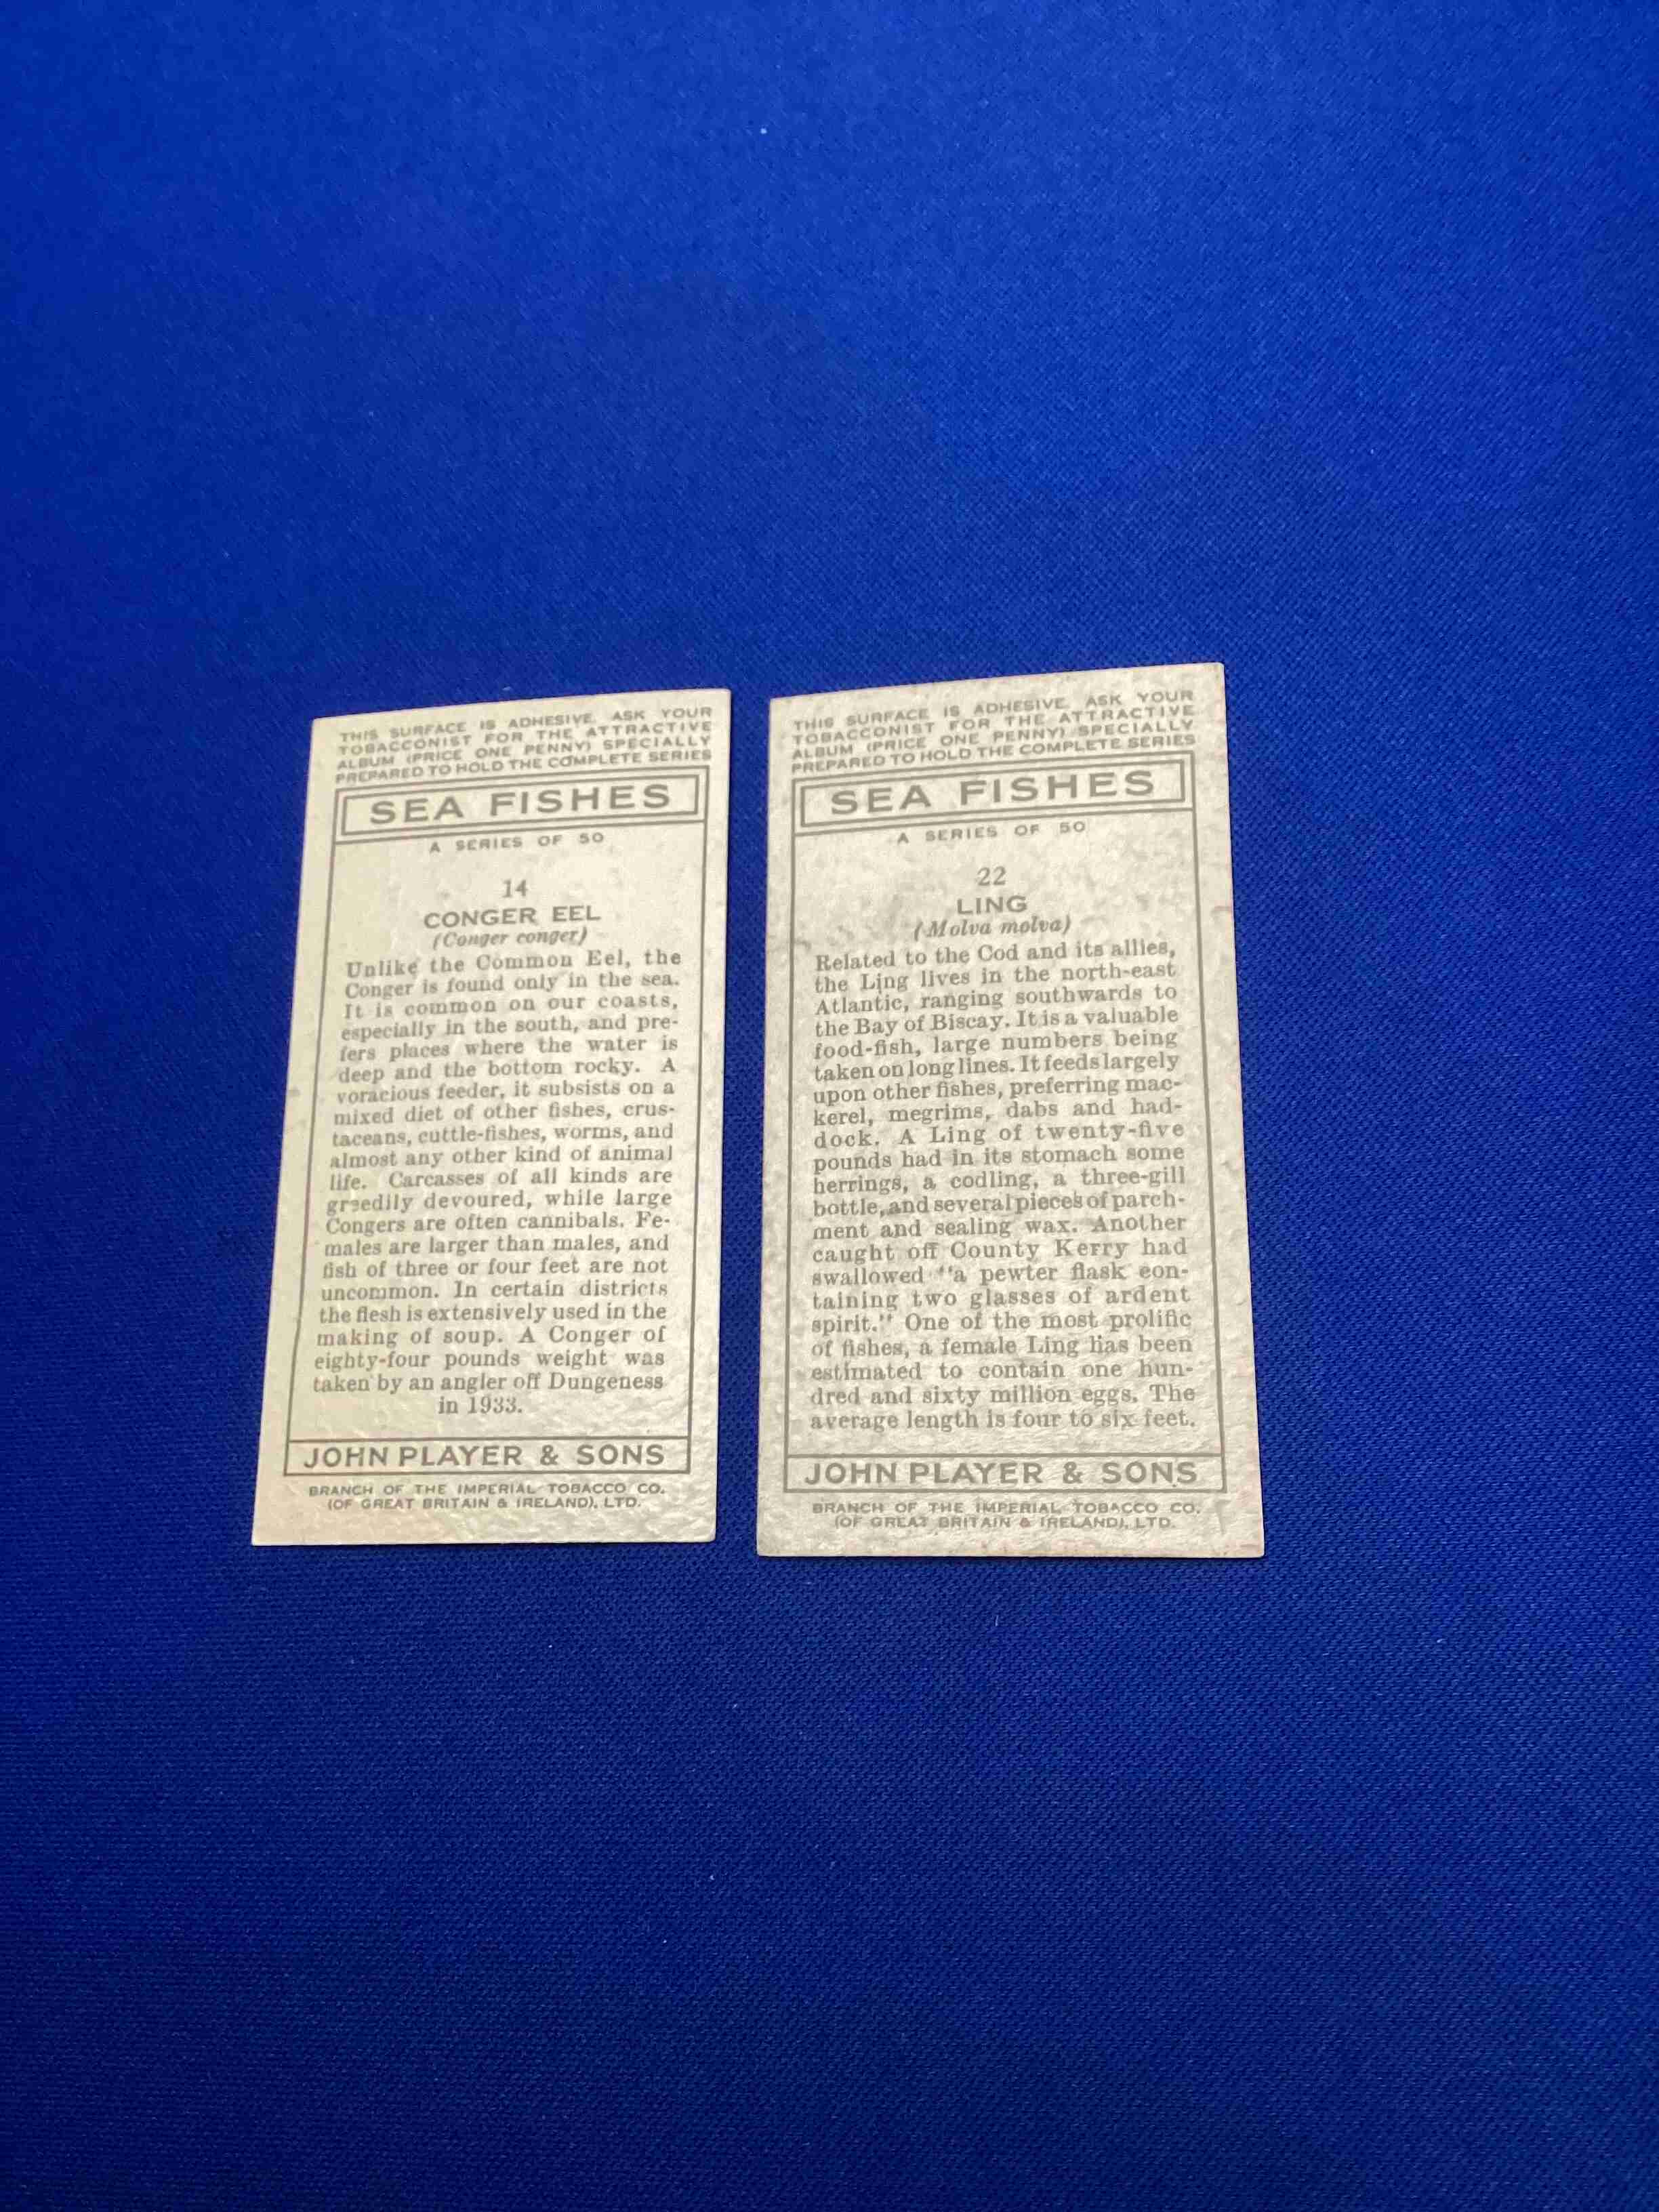 THIS SURFACE IS ADHESIVE. ASK YOUR
TOBACCONIST FOR THE ATTRACTIVE
ALBUM (PRICE ONE PENNY) SPECIALLY
PREPARED TO HOLD THE COMPLETE SERIES
SEA FISHES
A SERIES OF 50
14
CONGER EEL
(Conger conger)
Unlike the Common Eel, the
Conger is found only in the sea.
It is common on our coasts,
especially in the south, and pre-
fers places where the water is
deep and the bottom rocky. A
voracious feeder, it subsists on a
mixed diet of other fishes, crus-
taceans, cuttle-fishes, worms, and
almost any other kind of animal
life. Carcasses of all kinds are
greedily devoured, while large
Congers are often cannibals. Fe-
males are larger than males, and
fish of three or four feet are not
uncommon. In certain districts
the flesh is extensively used in the
making of soup. A Conger of
eighty-four pounds weight was
taken by an angler off Dungeness
in 1933.
JOHN PLAYER & SONS
BRANCH OF THE IMPERIAL TOBACCO CO.
(OF GREAT BRITAIN & IRELAND), LTD.
THIS SURFACE IS ADHESIVE. ASK YOUR
TOBACCONIST FOR THE ATTRACTIVE
ALBUM (PRICE ONE PENNY) SPECIALLY
PREPARED TO HOLD THE COMPLETE SERIES
SEA FISHES
A SERIES OF 50
22
LING
(Molva molva)
Related to the Cod and its allies,
the Ling lives in the north-east
Atlantic, ranging southwards to
the Bay of Biscay. It is a valuable
food-fish, large numbers being
taken on long lines. It feeds largely
upon other fishes, preferring mac-
kerel, megrims, dabs and had-
dock. A Ling of twenty-five
pounds had in its stomach some
herrings, a codling, a three-gill
bottle, and several pieces of parch-
ment and sealing wax. Another
caught off County Kerry had
swallowed "a pewter flask con-
taining two glasses of ardent
spirit." One of the most prolific
of fishes, a female Ling has been
estimated to contain one hun-
dred and sixty million eggs. The
average length is four to six feet.
JOHN PLAYER & SONS
BRANCH OF THE IMPERIAL TOBACCO CO.
(OF GREAT BRITAIN & IRELAND), LTD.